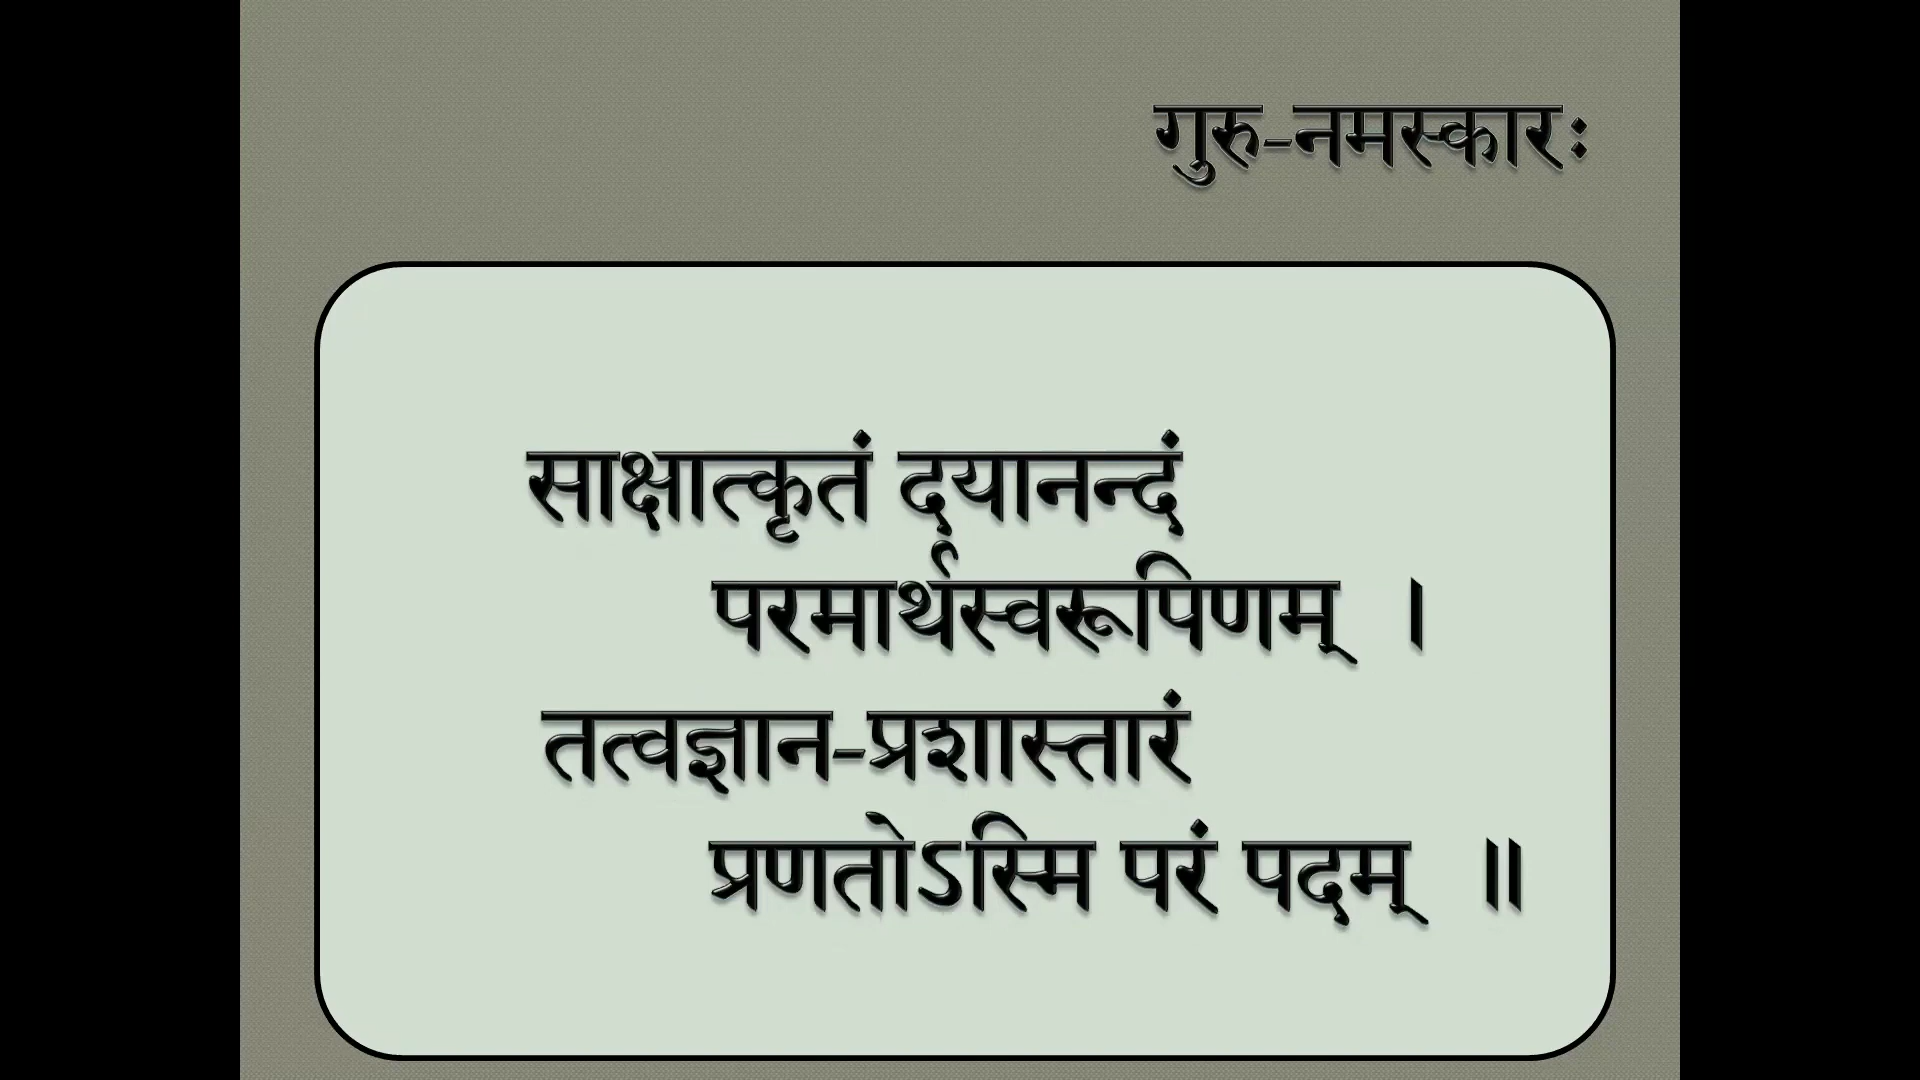 गुरु-नमस्कारः
साक्षात्कृतं दयानन्दं
परमार्थस्वरूपिणम् ।
तत्वज्ञान-प्रशास्तारं
प्रणतोऽस्मि परं पदम् ॥